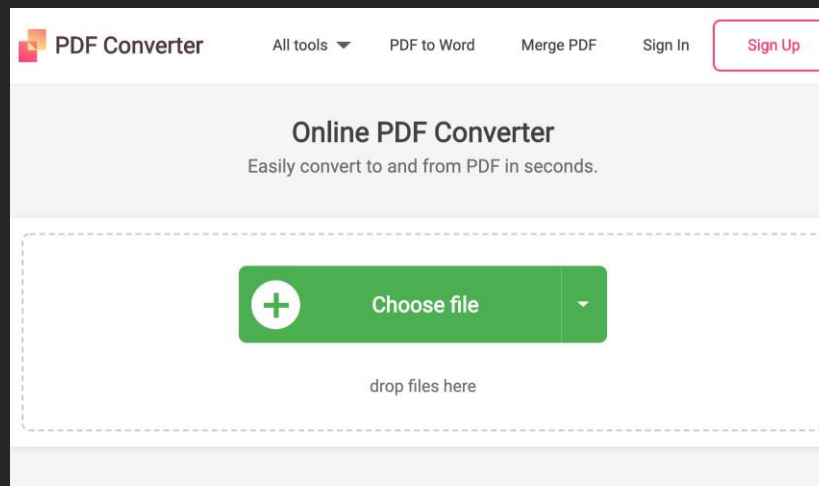 PDF Converter
All tools
PDF to Word
Merge PDF
Sign In
Sign Up
Online PDF Converter
Easily convert to and from PDF in seconds.
Choose file
drop files here